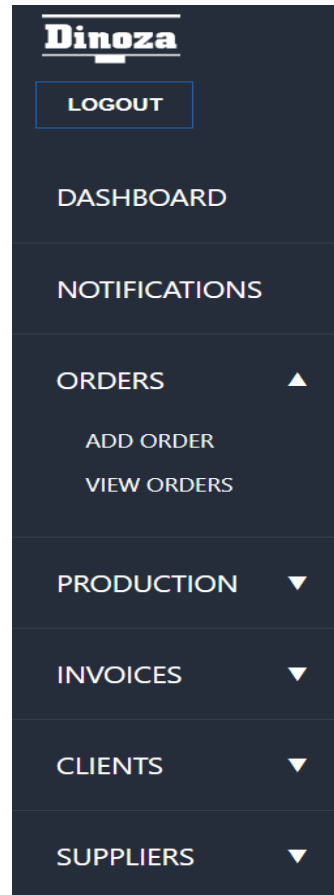 Dinoza
LOGOUT
DASHBOARD
NOTIFICATIONS
ORDERS
ADD ORDER
VIEW ORDERS
PRODUCTION
INVOICES
CLIENTS
SUPPLIERS